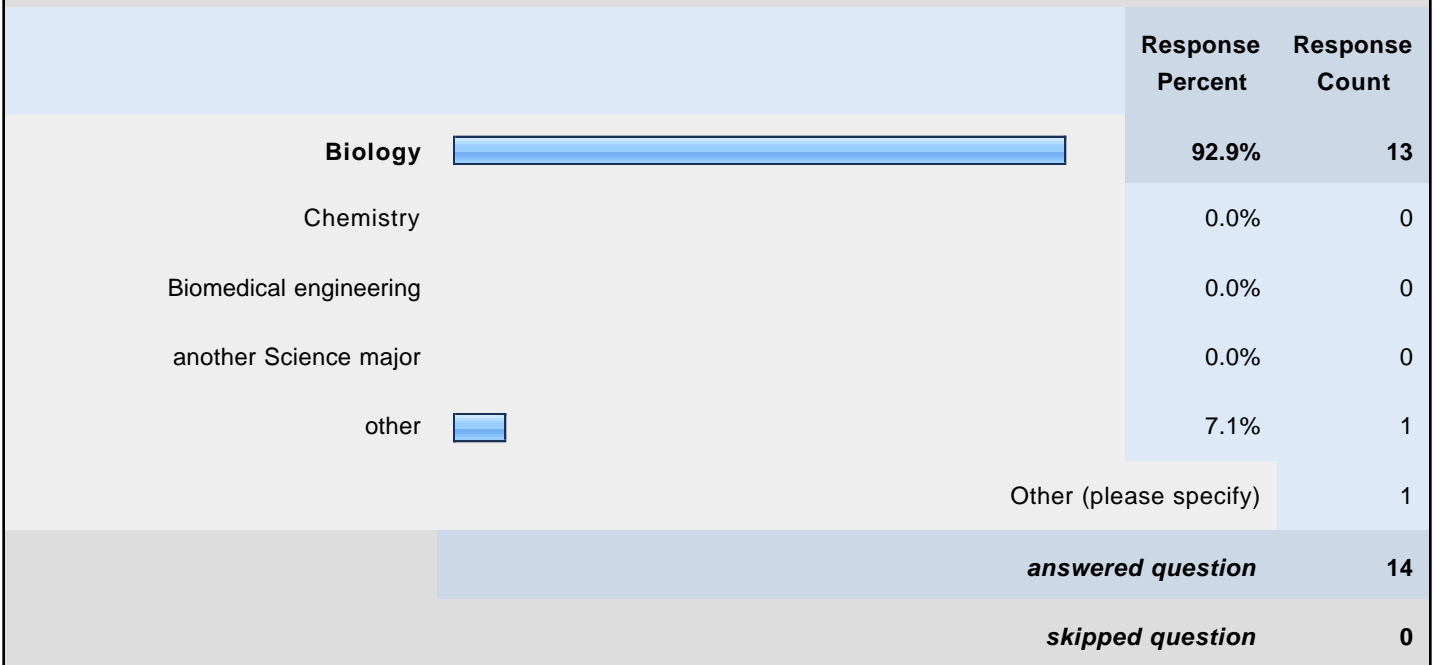 Response Percent Response Count
Biology 92.9% 13
Chemistry 0.0% 0
Biomedical engineering 0.0% 0
another Science major 0.0% 0
other 7.1% 1
Other (please specify) 1
answered question 14
skipped question 0